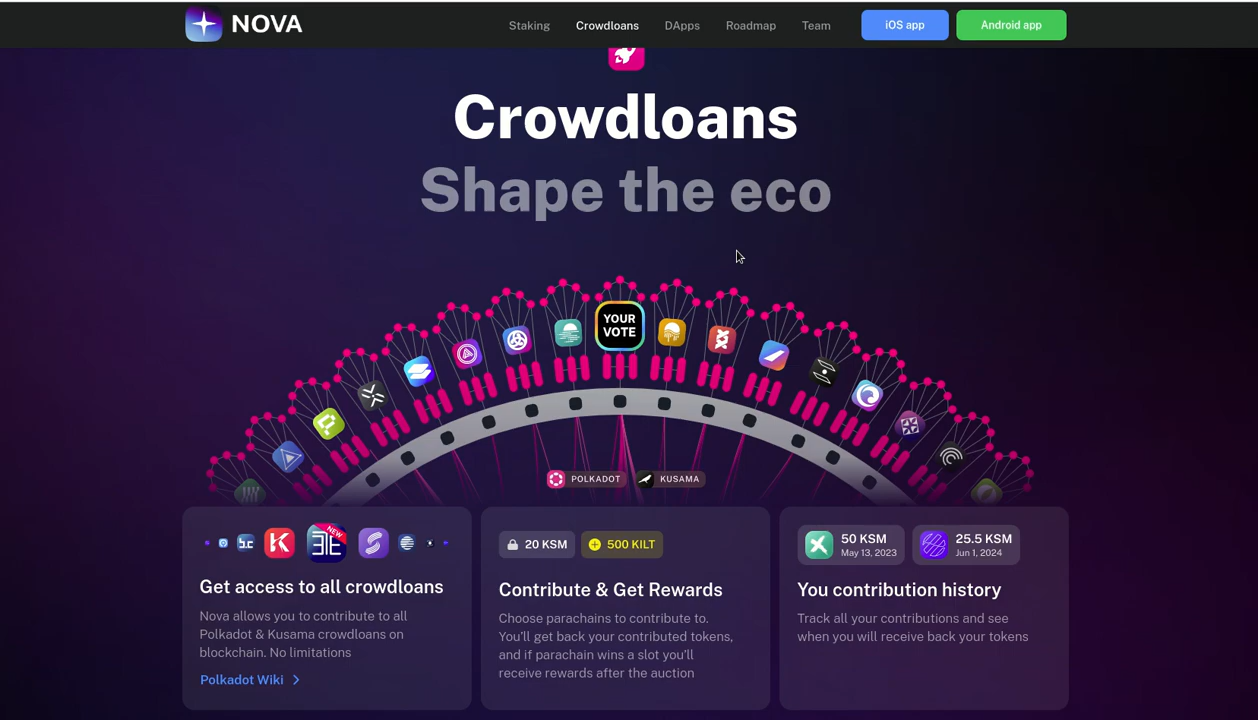 NOVA
Staking
Crowdloans
DApps
Roadmap
Team
iOS app
Android app
Crowdloans
Shape the eco
YOUR
VOTE
POLKADOT
KUSAMA
NEW
Get access to all crowdloans
Nova allows you to contribute to all
Polkadot & Kusama crowdloans on
blockchain. No limitations
Polkadot Wiki
20 KSM
500 KILT
Contribute & Get Rewards
Choose parachains to contribute to.
You'll get back your contributed tokens,
and if parachain wins a slot you'll
receive rewards after the auction
50 KSM
May 13, 2023
25.5 KSM
Jun 1, 2024
You contribution history
Track all your contributions and see
when you will receive back your tokens